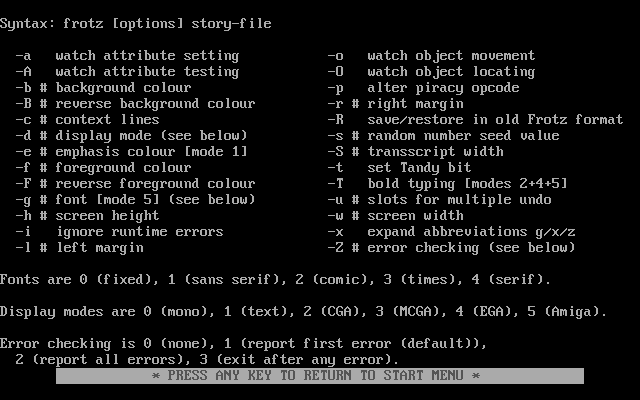 Syntax: frotz [options] story-file
-a   watch attribute setting   -o   watch object movement
-A   watch attribute testing   -O   watch object locating
-b # background colour   -p   alter piracy opcode
-B # reverse background colour   -r # right margin
-c # context lines   -R   save/restore in old Frotz format
-d # display mode (see below)   -s # random number seed value
-e # emphasis colour [mode 1]   -S # transscript width
-f # foreground colour   -t   set Tandy bit
-F # reverse foreground colour   -T   bold typing [modes 2+4+5]
-g # font [mode 5] (see below)   -u # slots for multiple undo
-h # screen height   -w # screen width
-i   ignore runtime errors   -x   expand abbreviations g/x/z
-l # left margin   -Z # error checking (see below)
Fonts are 0 (fixed), 1 (sans serif), 2 (comic), 3 (times), 4 (serif).
Display modes are 0 (mono), 1 (text), 2 (CGA), 3 (MCGA), 4 (EGA), 5 (Amiga).
Error checking is 0 (none), 1 (report first error (default)),
2 (report all errors), 3 (exit after any error).
* PRESS ANY KEY TO RETURN TO START MENU *